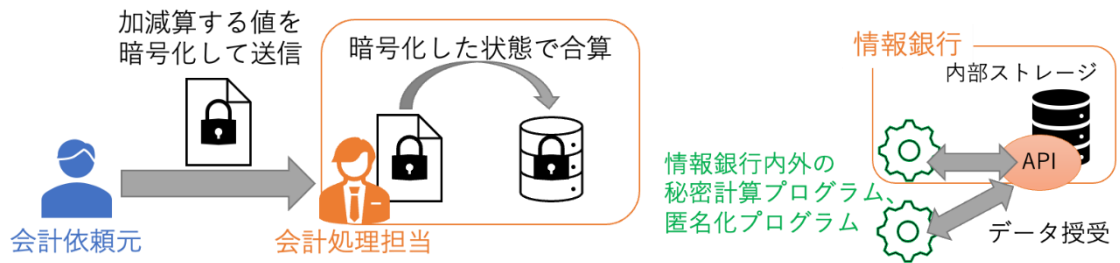 加減算する値を
暗号化して送信
暗号化した状態で合算
会計依頼元
会計処理担当
情報銀行
内部ストレージ
API
情報銀行内外の
秘密計算プログラム、
匿名化プログラム
データ授受